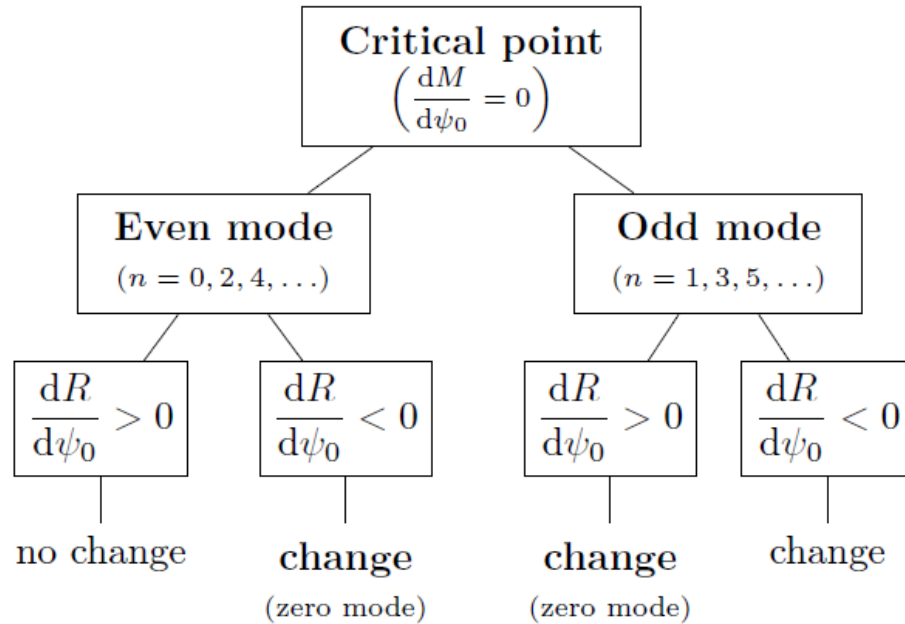 Critical point
(dM/dψ₀ = 0)
Even mode
(n = 0, 2, 4, . . .)
Odd mode
(n = 1, 3, 5, . . .)
dR/dψ₀ > 0
dR/dψ₀ < 0
dR/dψ₀ > 0
dR/dψ₀ < 0
no change
change
(zero mode)
change
(zero mode)
change